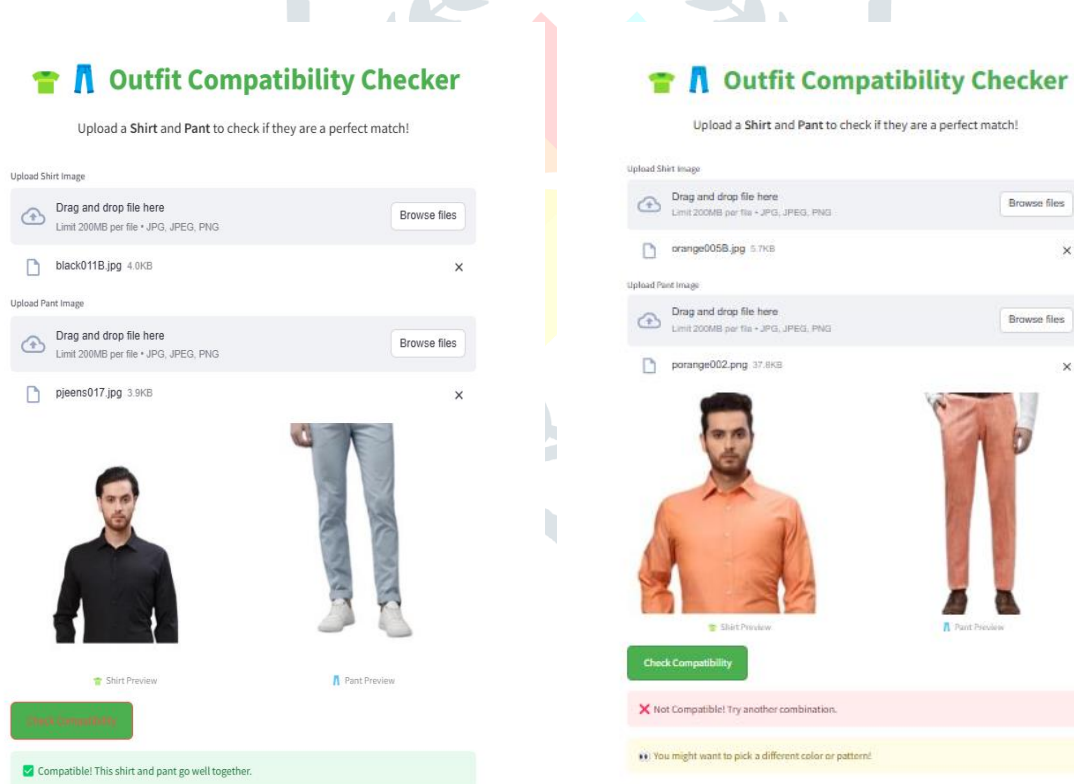 Outfit Compatibility Checker
Upload a Shirt and Pant to check if they are a perfect match!
Upload Shirt Image
Drag and drop file here
Limit 200MB per file • JPG, JPEG, PNG
Browse files
black011B.jpg 4.0KB
Upload Pant Image
Drag and drop file here
Limit 200MB per file • JPG, JPEG, PNG
Browse files
pjeens017.jpg 3.9KB
Shirt Preview
Pant Preview
Check Compatibility
Compatible! This shirt and pant go well together.
Outfit Compatibility Checker
Upload a Shirt and Pant to check if they are a perfect match!
Upload Shirt Image
Drag and drop file here
Limit 200MB per file • JPG, JPEG, PNG
Browse files
orange005B.jpg 5.7KB
Upload Pant Image
Drag and drop file here
Limit 200MB per file • JPG, JPEG, PNG
Browse files
porange002.png 37.8KB
Shirt Preview
Pant Preview
Check Compatibility
Not Compatible! Try another combination.
You might want to pick a different color or pattern!